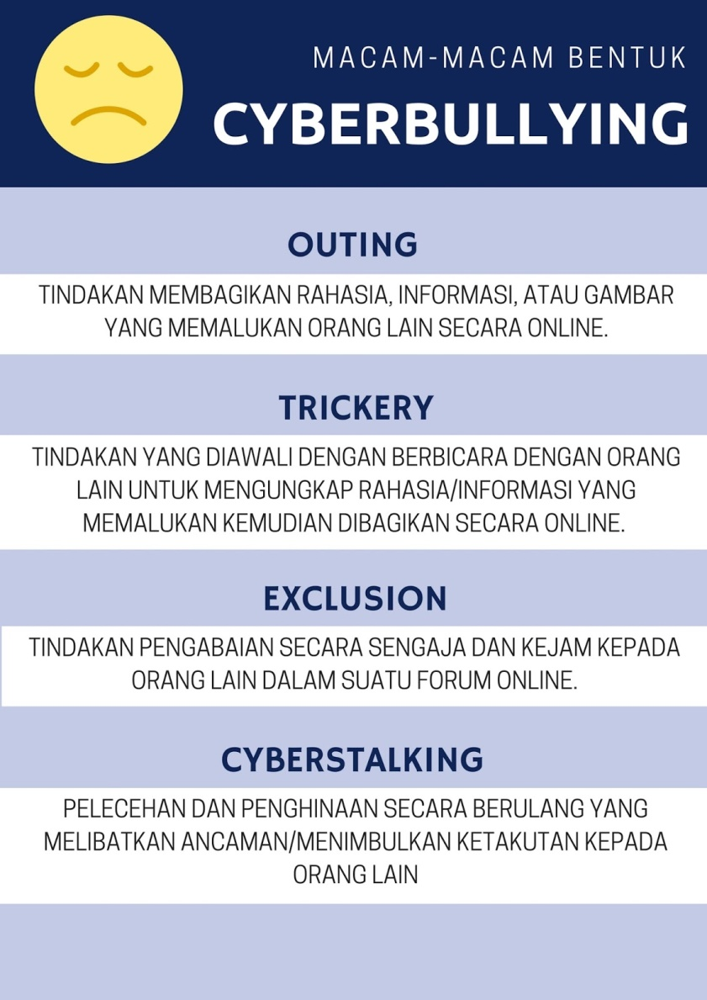 MACAM-MACAM BENTUK
CYBERBULLYING
OUTING
TINDAKAN MEMBAGIKAN RAHASIA, INFORMASI, ATAU GAMBAR
YANG MEMALUKAN ORANG LAIN SECARA ONLINE.
TRICKERY
TINDAKAN YANG DIAWALI DENGAN BERBICARA DENGAN ORANG
LAIN UNTUK MENGUNGKAP RAHASIA/INFORMASI YANG
MEMALUKAN KEMUDIAN DIBAGIKAN SECARA ONLINE.
EXCLUSION
TINDAKAN PENGABAIAN SECARA SENGAJA DAN KEJAM KEPADA
ORANG LAIN DALAM SUATU FORUM ONLINE.
CYBERSTALKING
PELECEHAN DAN PENGHINAAN SECARA BERULANG YANG
MELIBATKAN ANCAMAN/MENIMBULKAN KETAKUTAN KEPADA
ORANG LAIN